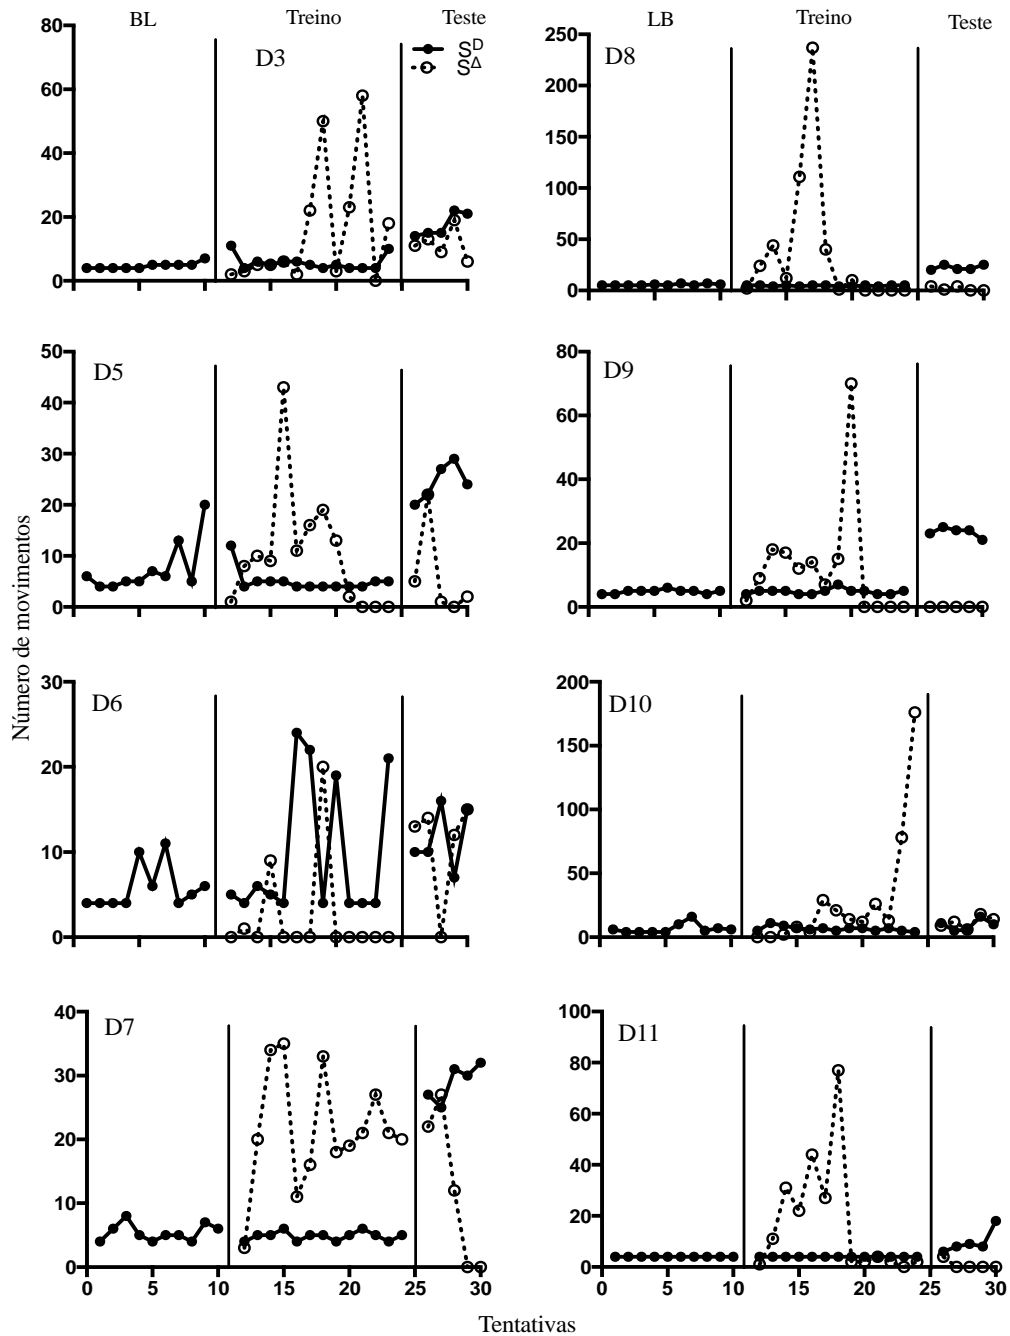 BL Treino Teste
D3
S^D
S^Δ
80
60
40
20
0
LB Treino Teste
D8
250
200
150
100
50
0
D5
50
40
30
20
10
0
D9
80
60
40
20
0
D6
30
20
10
0
D10
200
150
100
50
0
D7
40
30
20
10
0
0 5 10 15 20 25 30
D11
100
80
60
40
20
0
0 5 10 15 20 25 30
Número de movimentos
Tentativas